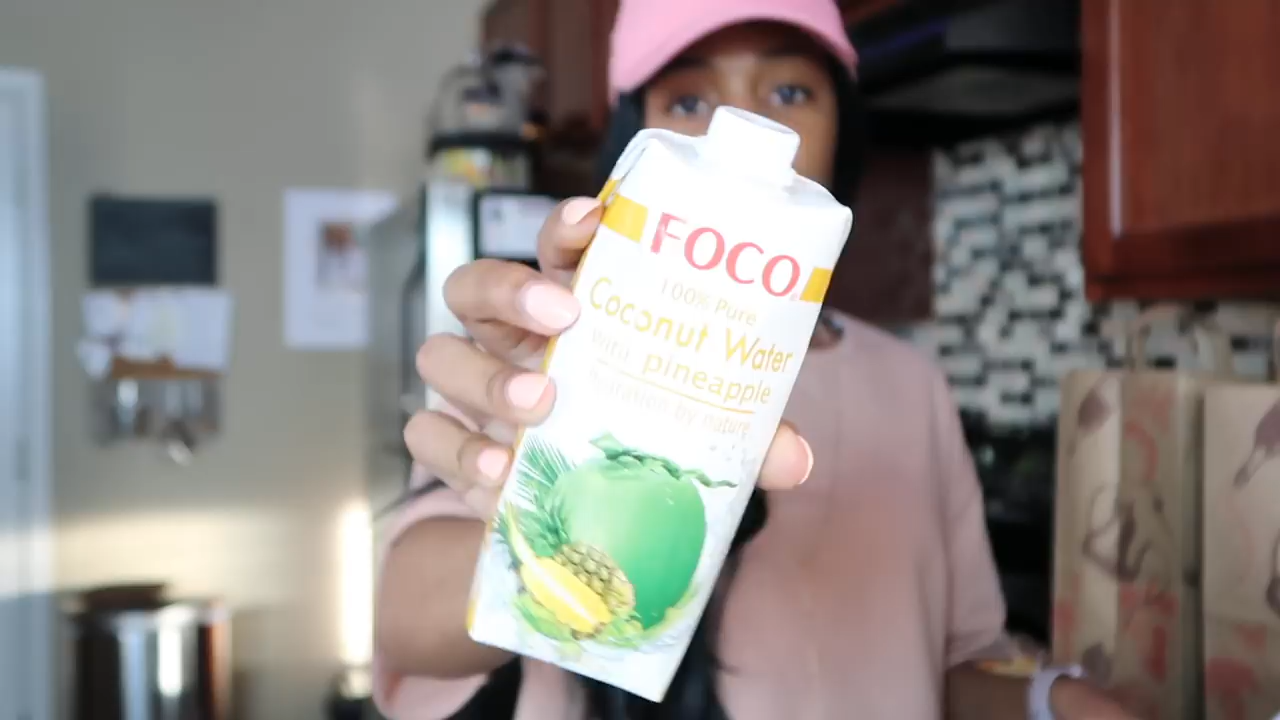 FOCO
100% Pure
Coconut Water
with pineapple
hydration by nature